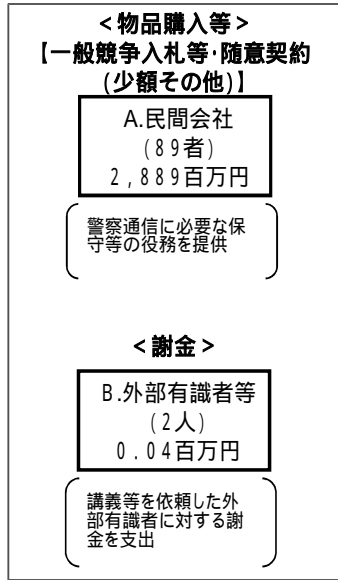 ＜物品購入等＞
【一般競争入札等・随意契約
(少額その他)】
A.民間会社
(89者)
2,889百万円
警察通信に必要な保
守等の役務を提供
＜謝金＞
B.外部有識者等
(2人)
0.04百万円
講義等を依頼した外
部有識者に対する謝
金を支出